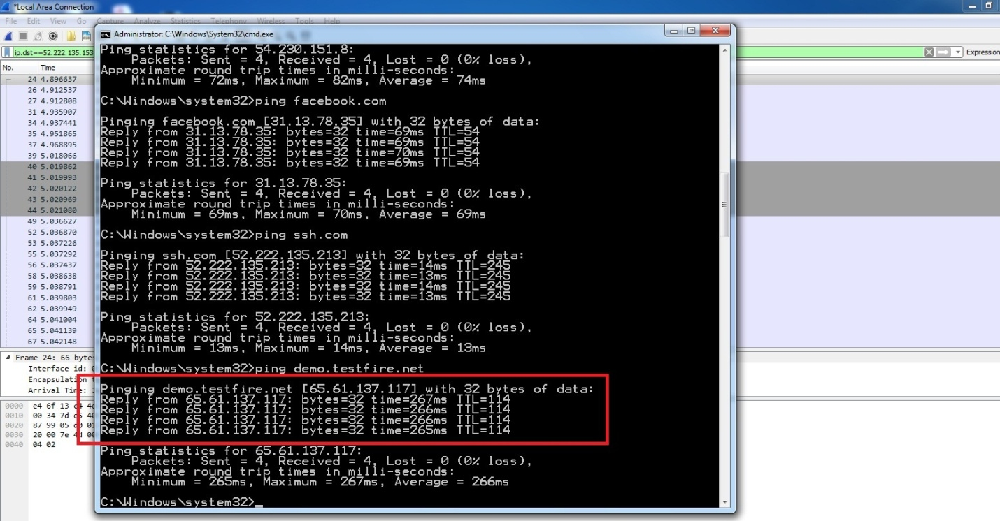 *Local Area Connection
File Edit View Go Capture Analyze Statistics Telephony Wireless Tools Help
Administrator: C:\Windows\System32\cmd.exe
ip.dst==52.222.135.153
Expression
No. Time
24 4.896637
26 4.912537
27 4.912808
31 4.935907
34 4.937441
35 4.951865
37 4.968895
39 5.018066
40 5.019862
41 5.019993
42 5.020122
43 5.020969
44 5.021080
49 5.036627
52 5.036870
53 5.037226
55 5.037292
56 5.037437
58 5.038638
59 5.038791
61 5.039803
62 5.039949
64 5.041004
65 5.041139
67 5.042148
Ping statistics for 54.230.151.8:
Packets: Sent = 4, Received = 4, Lost = 0 (0% loss),
Approximate round trip times in milli-seconds:
Minimum = 72ms, Maximum = 82ms, Average = 74ms
C:\Windows\system32>ping facebook.com
Pinging facebook.com [31.13.78.35] with 32 bytes of data:
Reply from 31.13.78.35: bytes=32 time=69ms TTL=54
Reply from 31.13.78.35: bytes=32 time=69ms TTL=54
Reply from 31.13.78.35: bytes=32 time=70ms TTL=54
Reply from 31.13.78.35: bytes=32 time=69ms TTL=54
Ping statistics for 31.13.78.35:
Packets: Sent = 4, Received = 4, Lost = 0 (0% loss),
Approximate round trip times in milli-seconds:
Minimum = 69ms, Maximum = 70ms, Average = 69ms
C:\Windows\system32>ping ssh.com
Pinging ssh.com [52.222.135.213] with 32 bytes of data:
Reply from 52.222.135.213: bytes=32 time=14ms TTL=245
Reply from 52.222.135.213: bytes=32 time=13ms TTL=245
Reply from 52.222.135.213: bytes=32 time=14ms TTL=245
Reply from 52.222.135.213: bytes=32 time=13ms TTL=245
Ping statistics for 52.222.135.213:
Packets: Sent = 4, Received = 4, Lost = 0 (0% loss),
Approximate round trip times in milli-seconds:
Minimum = 13ms, Maximum = 14ms, Average = 13ms
C:\Windows\system32>ping demo.testfire.net
Pinging demo.testfire.net [65.61.137.117] with 32 bytes of data:
Reply from 65.61.137.117: bytes=32 time=267ms TTL=114
Reply from 65.61.137.117: bytes=32 time=266ms TTL=114
Reply from 65.61.137.117: bytes=32 time=266ms TTL=114
Reply from 65.61.137.117: bytes=32 time=265ms TTL=114
Ping statistics for 65.61.137.117:
Packets: Sent = 4, Received = 4, Lost = 0 (0% loss),
Approximate round trip times in milli-seconds:
Minimum = 265ms, Maximum = 267ms, Average = 266ms
C:\Windows\system32>_
Frame 24: 66 bytes
Interface id:
Encapsulation
Arrival Time:
0000 e4 6f 13
0010 00 34 7d 40
0020 87 99 05
0030 20 00 7e 00
0040 04 02